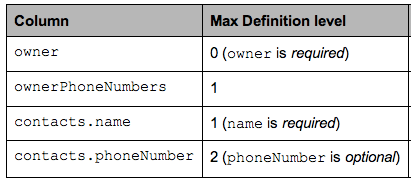 Column Max Definition level
owner 0 (owner is required)
ownerPhoneNumbers 1
contacts.name 1 (name is required)
contacts.phoneNumber 2 (phoneNumber is optional)